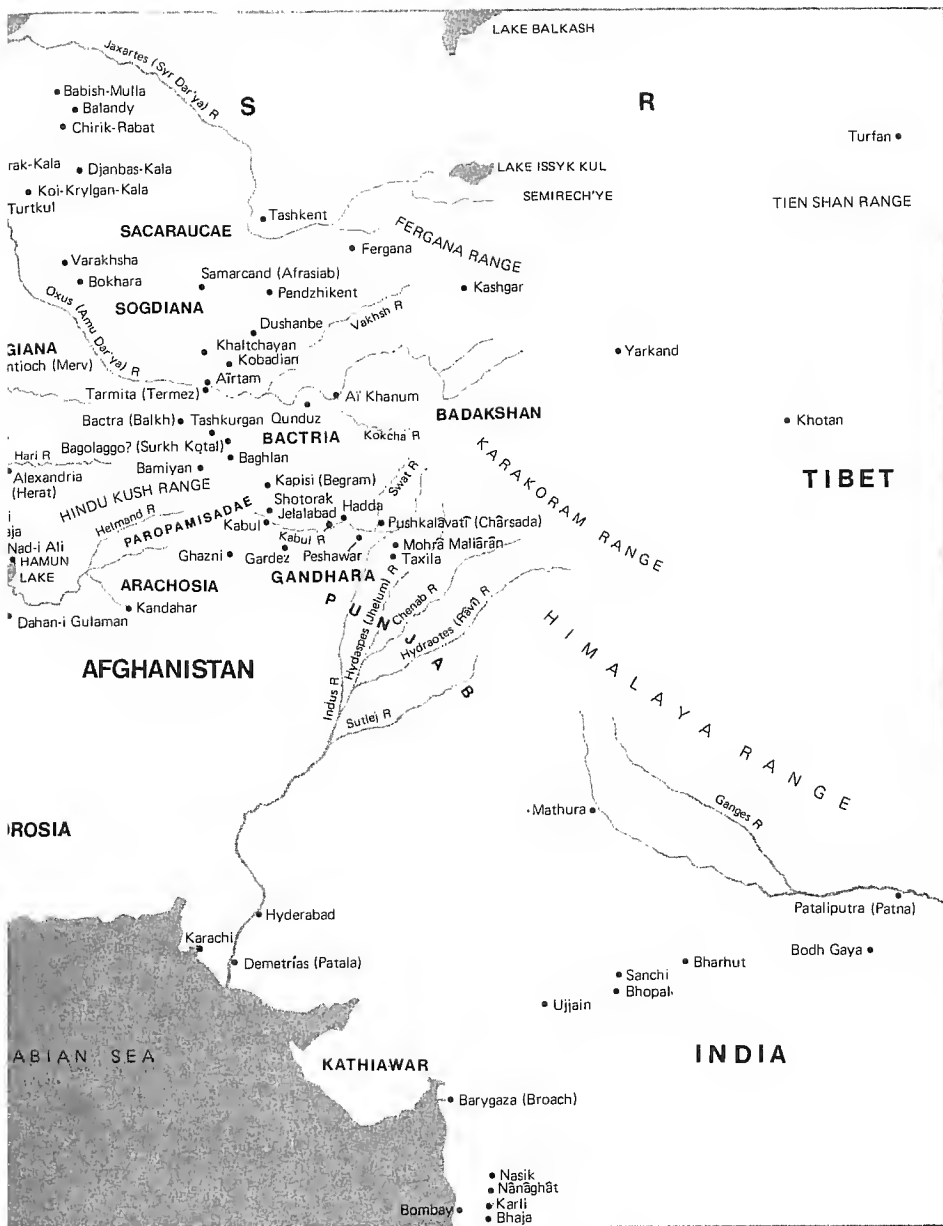 LAKE BALKASH
Jaxartes (Syr Dar'ya) R
S
R
Babish-Mulla
Balandy
Chirik-Rabat
Turfan
rak-Kala
Djanbas-Kala
LAKE ISSYK KUL
Koi-Krylgan-Kala
SEMIRECH'YE
Turtkul
TIEN SHAN RANGE
Tashkent
SACARAUCAE
FERGANA RANGE
Fergana
Varakhsha
Samarcand (Afrasiab)
Bokhara
Pendzhikent
Kashgar
Oxus (Amu Dar'ya) R
SOGDIANA
Vakhsh R
Dushanbe
GIANA
Khaltchayan
Yarkand
ntioch (Merv)
Kobadian
Aïrtam
Tarmita (Termez)
Aï Khanum
BADAKSHAN
Bactra (Balkh)
Tashkurgan
Qunduz
Khotan
BACTRIA
Kokcha R
Hari R
Bagolaggo? (Surkh Kotal)
Baghlan
KARAKORAM RANGE
Alexandria
(Herat)
Bamiyan
TIBET
HINDU KUSH RANGE
Kapisi (Begram)
Swat R
i
Helmand R
PAROPAMISADAE
Shotorak
Jelalabad
Hadda
aja
Kabul
Pushkalāvatī (Chārsada)
Nad-i Ali
Kabul R
Mohrā Maliārān
HAMUN
LAKE
Ghazni
Gardez
Peshawar
Taxila
GANDHARA
ARACHOSIA
PUNJAB
Hydaspes (Jhelum) R
Chenab R
Kandahar
Hydraotes (Rāvī) R
Dahan-i Gulaman
HIMALAYA RANGE
AFGHANISTAN
Indus R
Sutlej R
Mathura
Ganges R
ROSIA
Pataliputra (Patna)
Hyderabad
Karachi
Bodh Gaya
Demetrías (Patala)
Bharhut
Sanchi
Bhopal
Ujjain
ABIAN SEA
INDIA
KATHIAWAR
Barygaza (Broach)
Nasik
Nānāghāt
Bombay
Karli
Bhaja